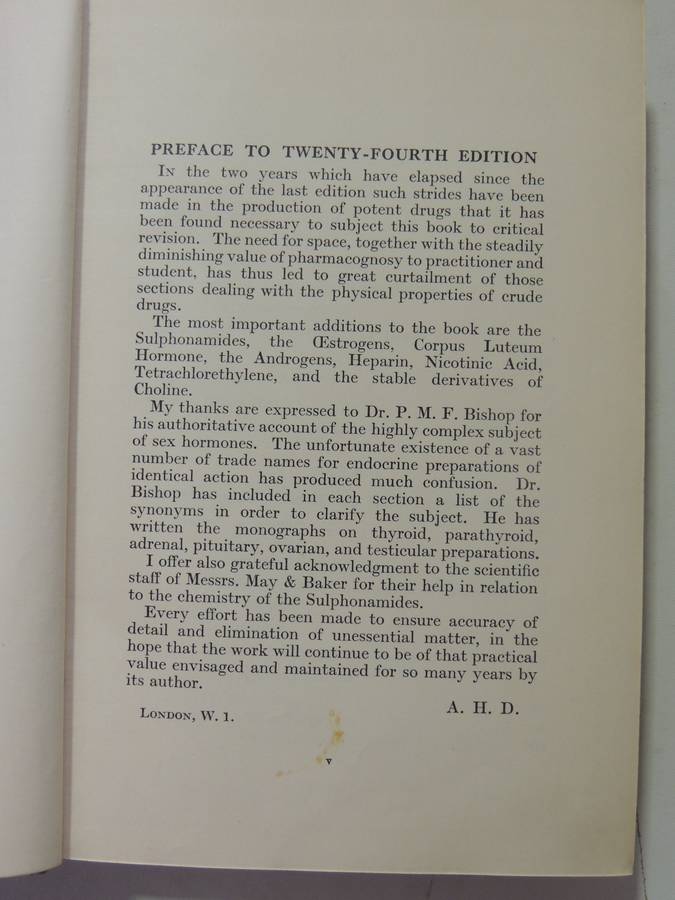 PREFACE TO TWENTY-FOURTH EDITION
In the two years which have elapsed since the
appearance of the last edition such strides have been
made in the production of potent drugs that it has
been found necessary to subject this book to critical
revision. The need for space, together with the steadily
diminishing value of pharmacognosy to practitioner and
student, has thus led to great curtailment of those
sections dealing with the physical properties of crude
drugs.
The most important additions to the book are the
Sulphonamides, the Œstrogens, Corpus Luteum
Hormone, the Androgens, Heparin, Nicotinic Acid,
Tetrachlorethylene, and the stable derivatives of
Choline.
My thanks are expressed to Dr. P. M. F. Bishop for
his authoritative account of the highly complex subject
of sex hormones. The unfortunate existence of a vast
number of trade names for endocrine preparations of
identical action has produced much confusion. Dr.
Bishop has included in each section a list of the
synonyms in order to clarify the subject. He has
written the monographs on thyroid, parathyroid,
adrenal, pituitary, ovarian, and testicular preparations.
I offer also grateful acknowledgment to the scientific
staff of Messrs. May & Baker for their help in relation
to the chemistry of the Sulphonamides.
Every effort has been made to ensure accuracy of
detail and elimination of unessential matter, in the
hope that the work will continue to be of that practical
value envisaged and maintained for so many years by
its author.
A. H. D.
London, W. 1.
v